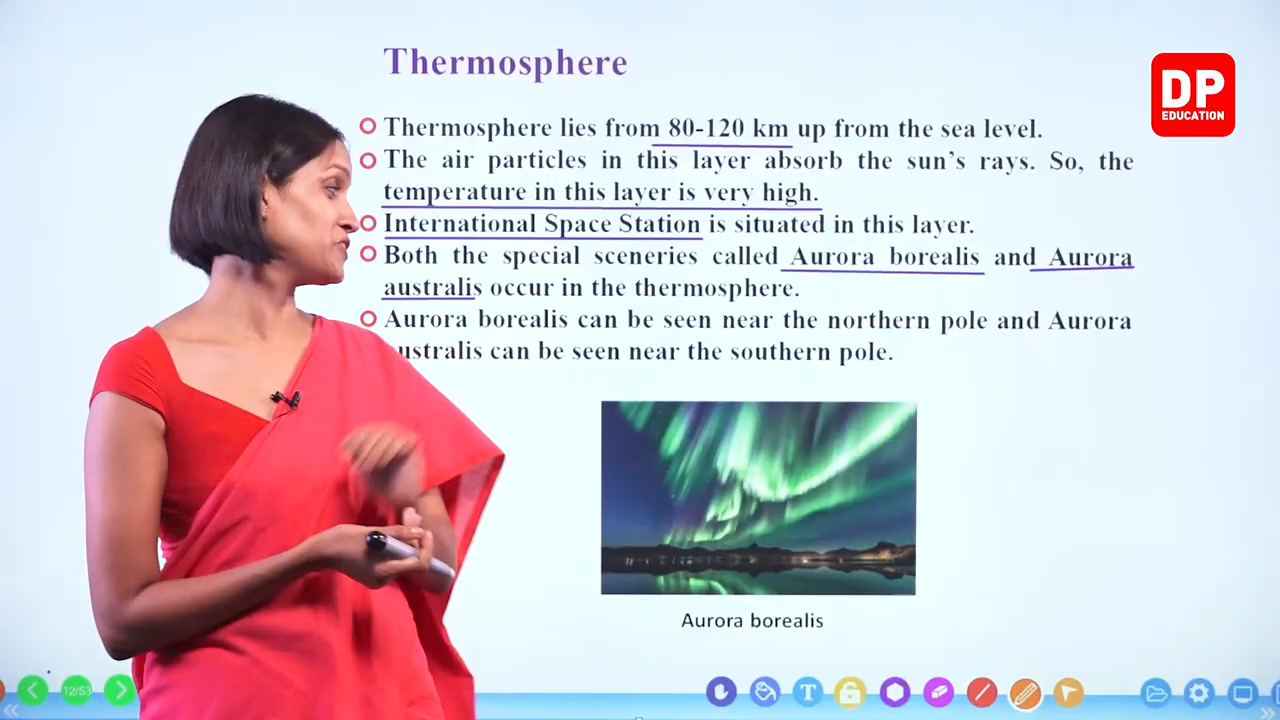 Thermosphere
DP
EDUCATION
Thermosphere lies from 80-120 km up from the sea level.
The air particles in this layer absorb the sun’s rays. So, the
temperature in this layer is very high.
International Space Station is situated in this layer.
Both the special sceneries called Aurora borealis and Aurora
australis occur in the thermosphere.
Aurora borealis can be seen near the northern pole and Aurora
ustralis can be seen near the southern pole.
Aurora borealis
12/53
T